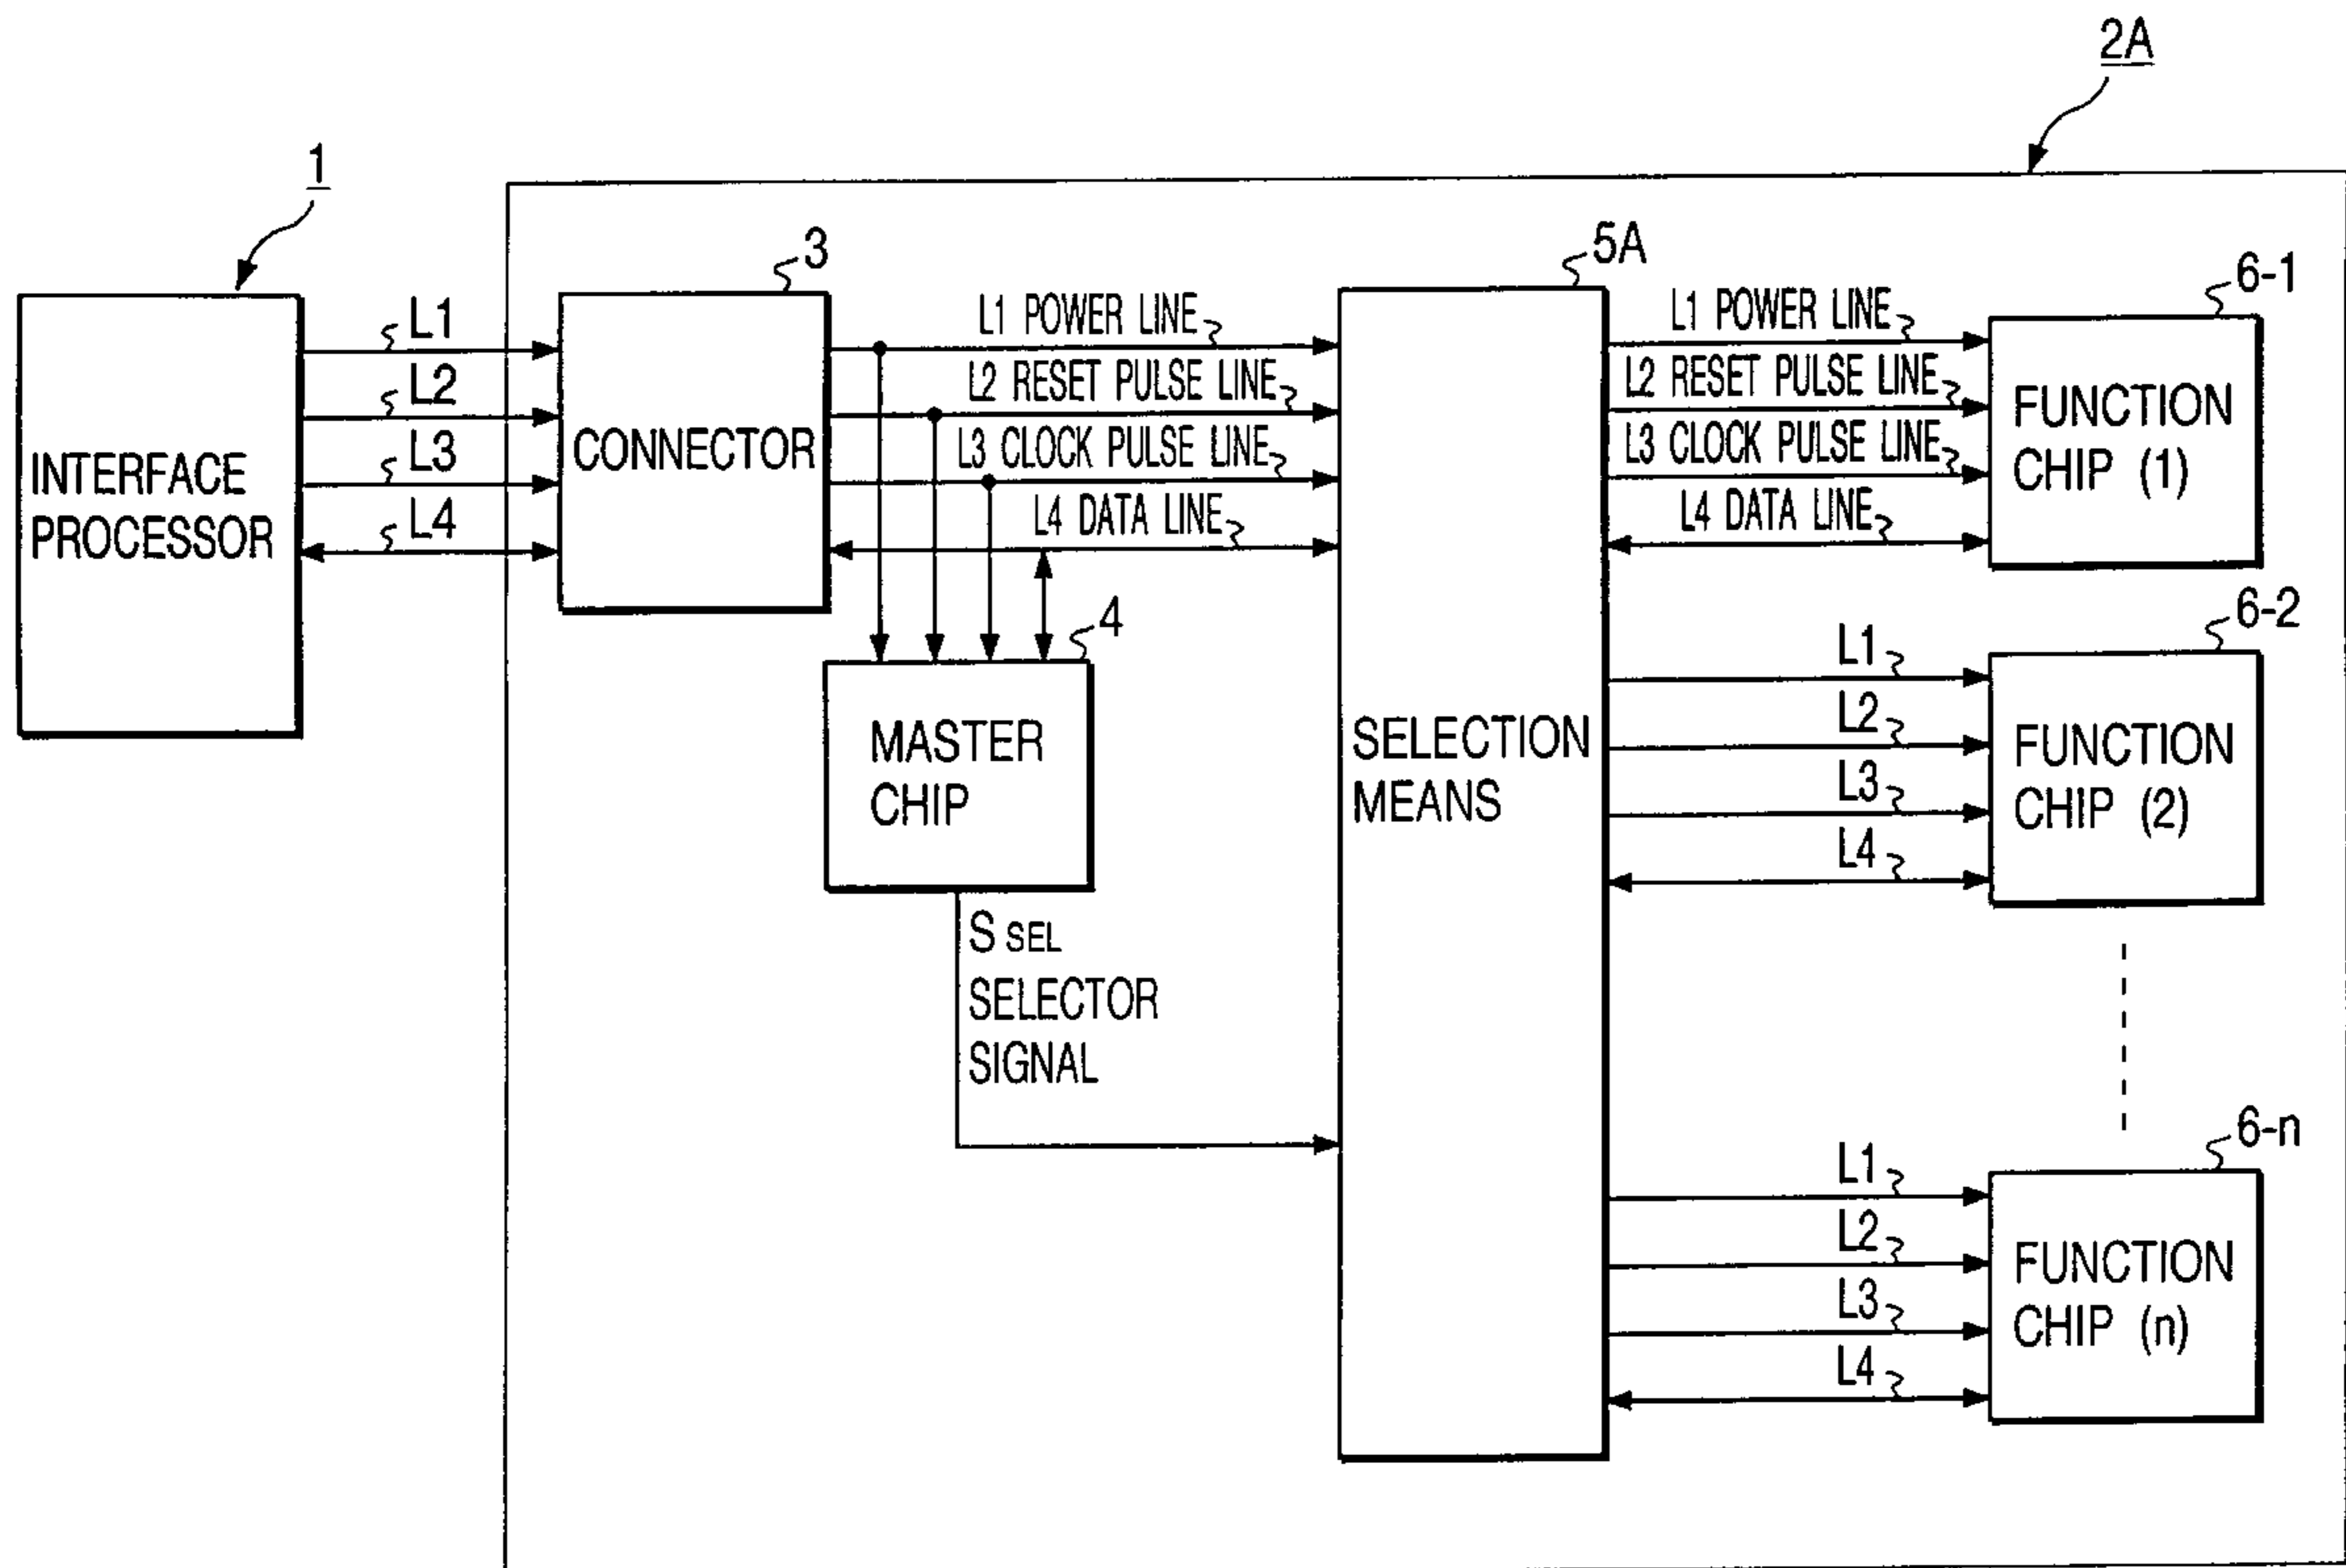 2A
1
3
5A
6-1
L1
L2
L3
L4
INTERFACE
PROCESSOR
CONNECTOR
L1 POWER LINE
L2 RESET PULSE LINE
L3 CLOCK PULSE LINE
L4 DATA LINE
4
MASTER
CHIP
S SEL
SELECTOR
SIGNAL
SELECTION
MEANS
L1 POWER LINE
L2 RESET PULSE LINE
L3 CLOCK PULSE LINE
L4 DATA LINE
FUNCTION
CHIP (1)
6-2
L1
L2
L3
L4
FUNCTION
CHIP (2)
6-n
L1
L2
L3
L4
FUNCTION
CHIP (n)